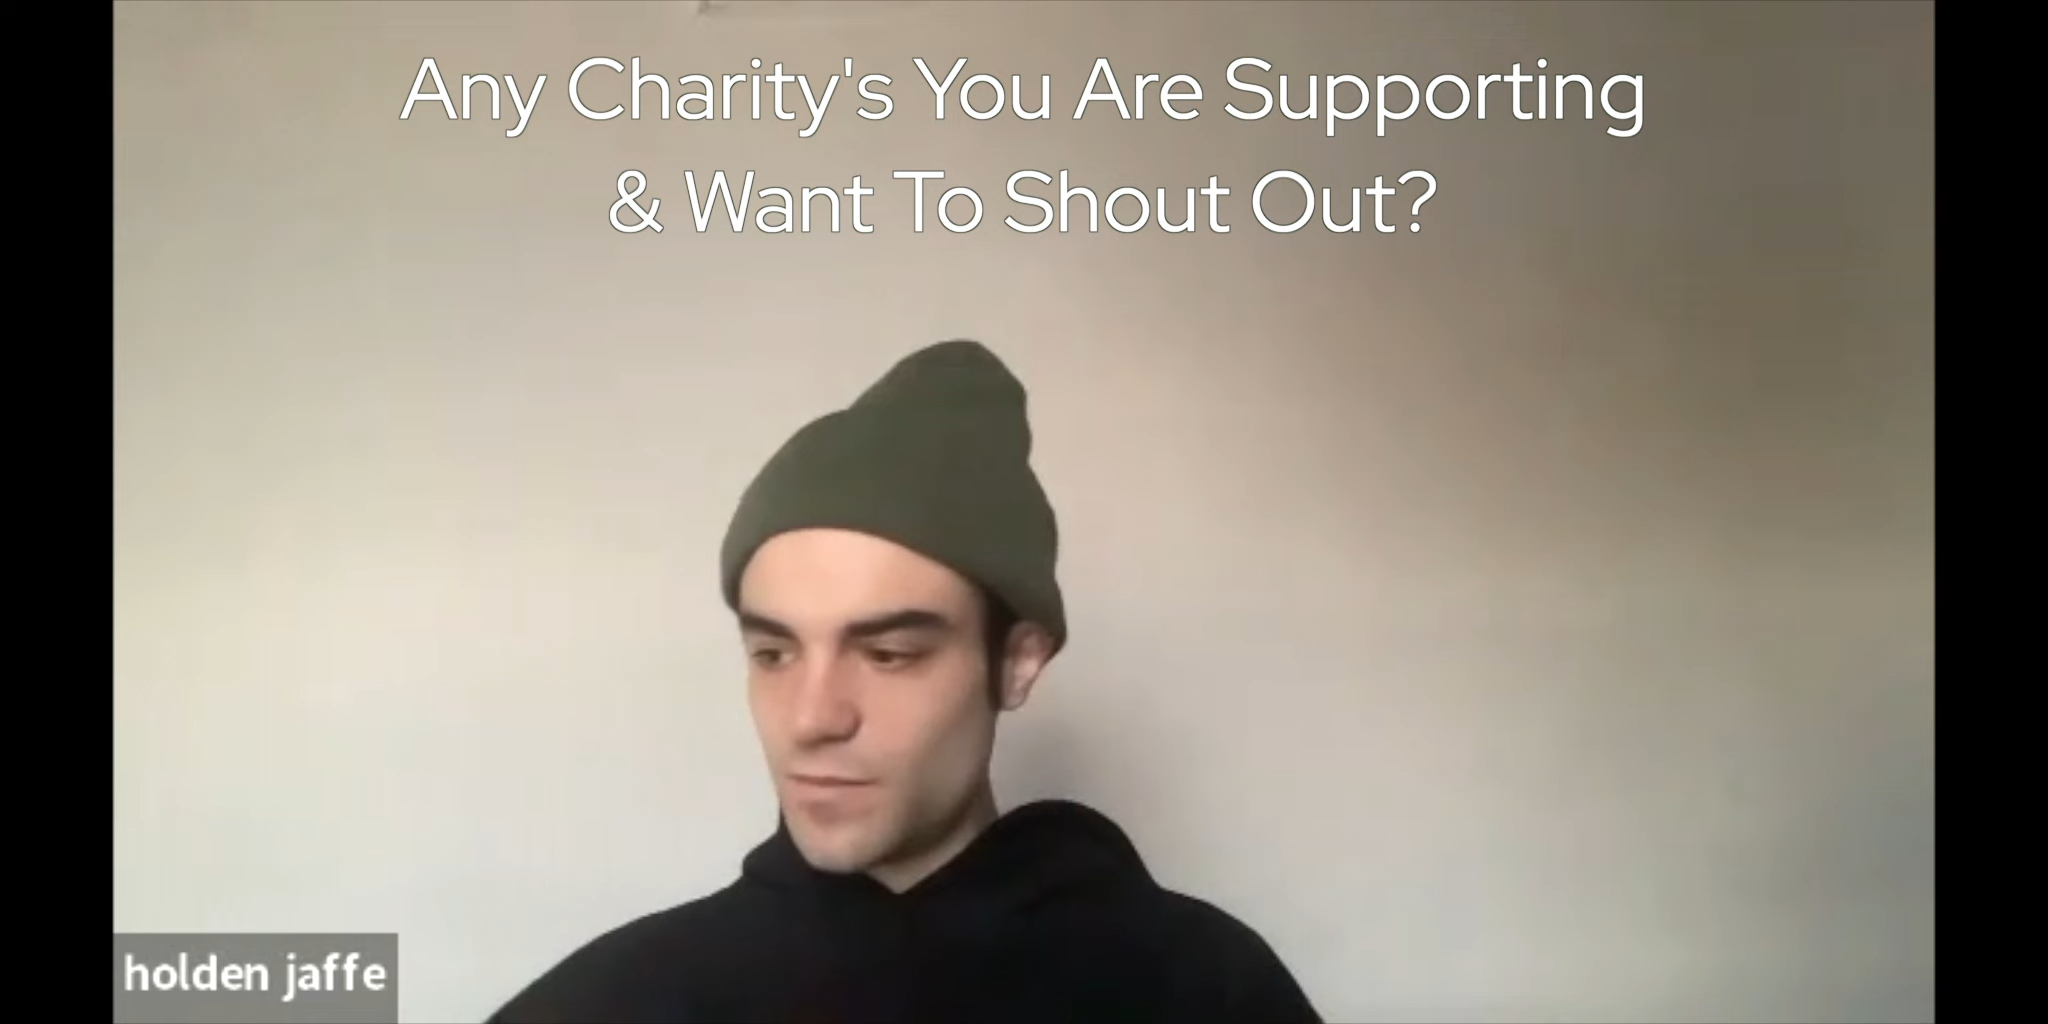 Any Charity's You Are Supporting
& Want To Shout Out?
holden jaffe